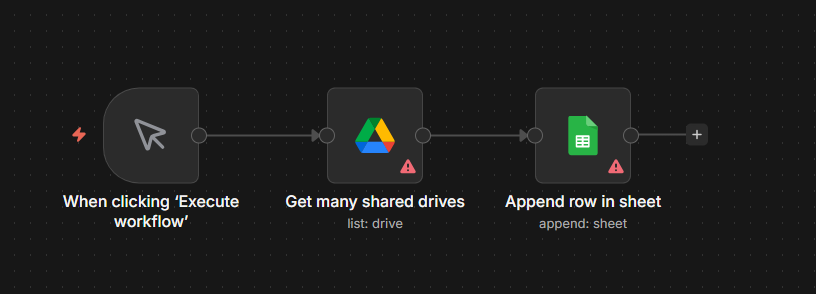 When clicking ‘Execute
workflow’
Get many shared drives
list: drive
Append row in sheet
append: sheet